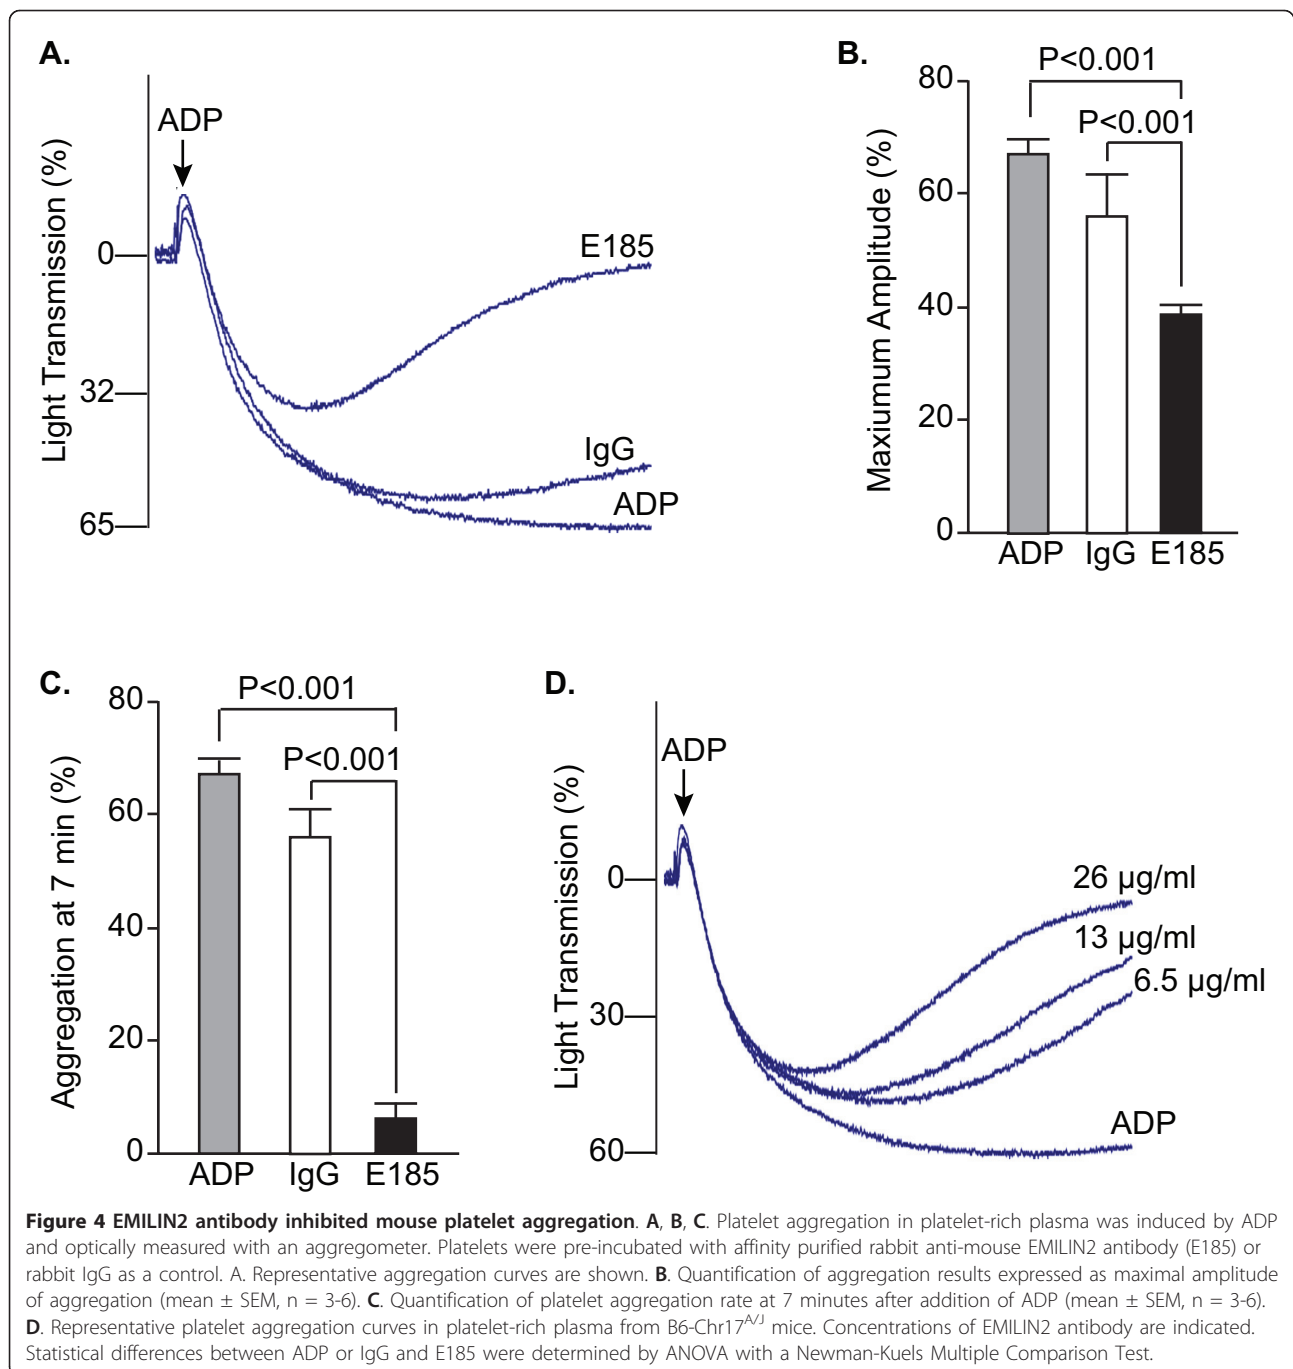 A.
ADP
Light Transmission (%)
0
32
65
E185
IgG
ADP
B.
P<0.001
P<0.001
Maxiumum Amplitude (%)
80
60
40
20
0
ADP IgG E185
C.
P<0.001
P<0.001
Aggregation at 7 min (%)
80
60
40
20
0
ADP IgG E185
D.
ADP
Light Transmission (%)
0
30
60
26 µg/ml
13 µg/ml
6.5 µg/ml
ADP
Figure 4 EMILIN2 antibody inhibited mouse platelet aggregation. A, B, C. Platelet aggregation in platelet-rich plasma was induced by ADP
and optically measured with an aggregometer. Platelets were pre-incubated with affinity purified rabbit anti-mouse EMILIN2 antibody (E185) or
rabbit IgG as a control. A. Representative aggregation curves are shown. B. Quantification of aggregation results expressed as maximal amplitude
of aggregation (mean ± SEM, n = 3-6). C. Quantification of platelet aggregation rate at 7 minutes after addition of ADP (mean ± SEM, n = 3-6).
D. Representative platelet aggregation curves in platelet-rich plasma from B6-Chr17A/J mice. Concentrations of EMILIN2 antibody are indicated.
Statistical differences between ADP or IgG and E185 were determined by ANOVA with a Newman-Kuels Multiple Comparison Test.